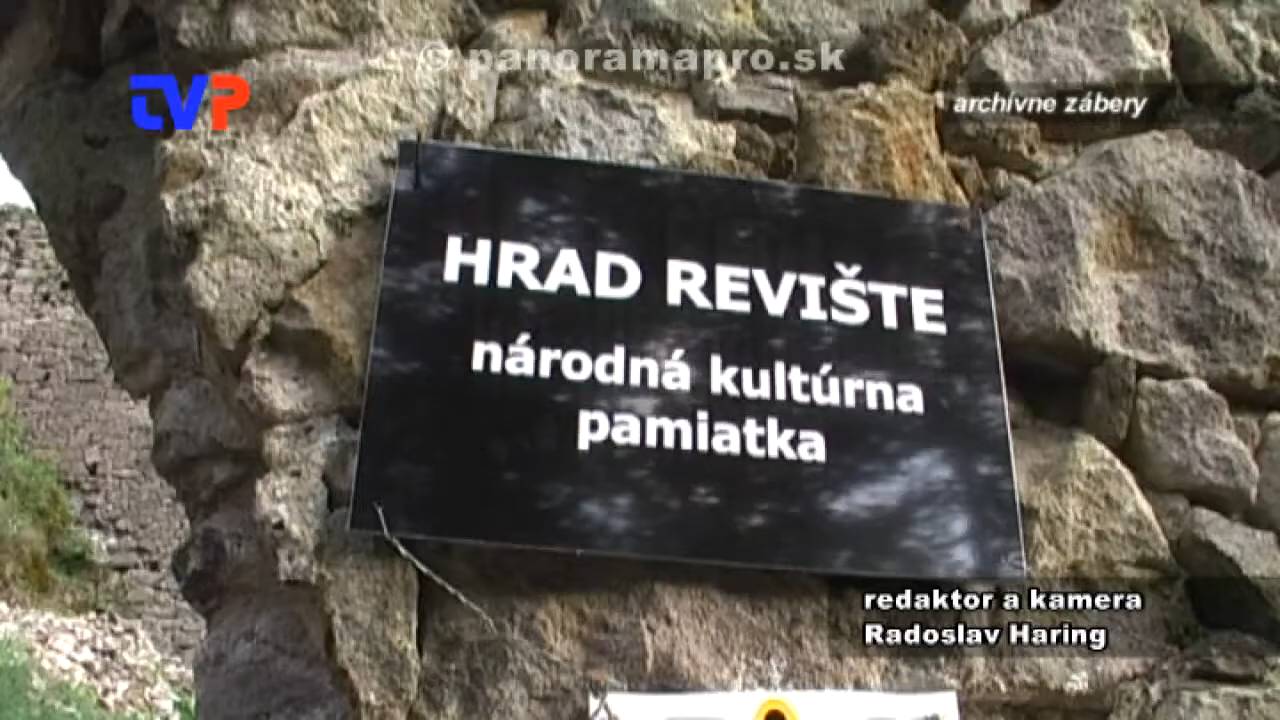 © panoramapro.sk
TVP
archívne zábery
HRAD REVIŠTE
národná kultúrna
pamiatka
redaktor a kamera
Radoslav Haring